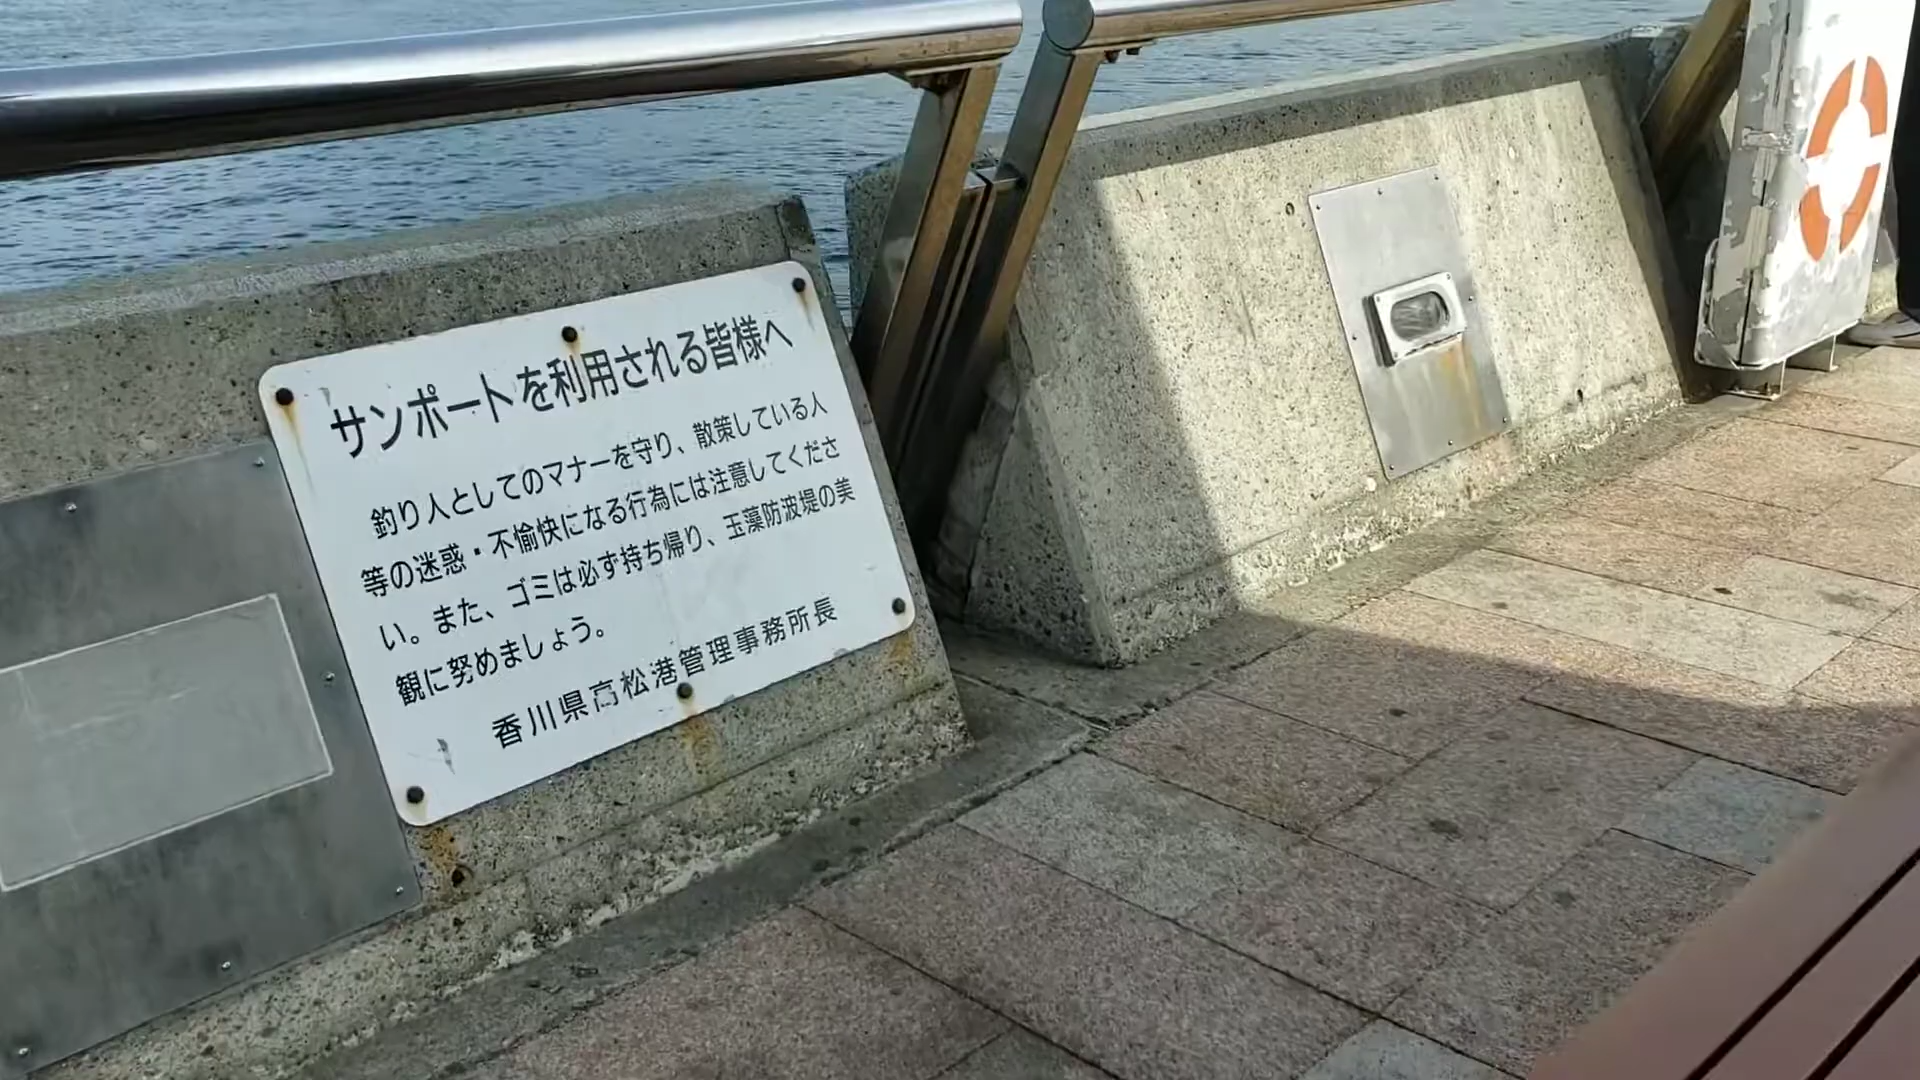 サンポートを利用される皆様へ
釣り人としてのマナーを守り、散策している人
等の迷惑・不愉快になる行為には注意してくださ
い。また、ゴミは必ず持ち帰り、玉藻防波堤の美
観に努めましょう。
香川県高松港管理事務所長